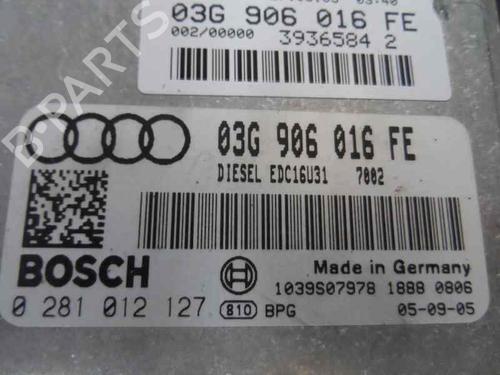 03G 906 016 FE
002/00000 3936584 2
03G 906 016 FE
DIESEL EDC16U31 7002
BOSCH
Made in Germany
1039S07978 1888 0806
0 281 012 127
810 BPG
05-09-05